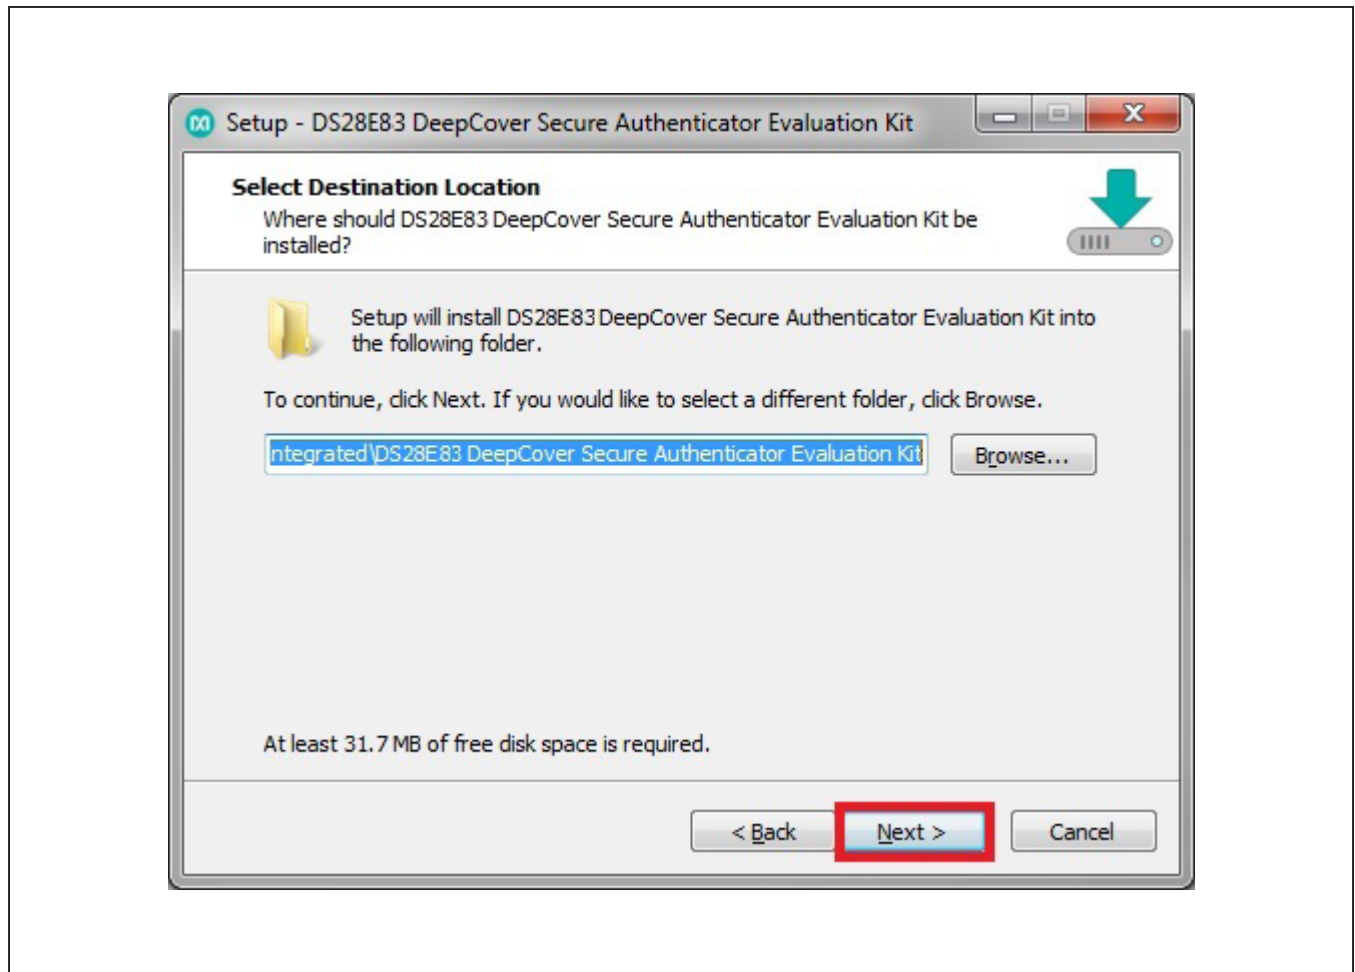 Setup - DS28E83 DeepCover Secure Authenticator Evaluation Kit
Select Destination Location
Where should DS28E83 DeepCover Secure Authenticator Evaluation Kit be
installed?
Setup will install DS28E83 DeepCover Secure Authenticator Evaluation Kit into
the following folder.
To continue, click Next. If you would like to select a different folder, click Browse.
ntegrated\DS28E83 DeepCover Secure Authenticator Evaluation Kit
Browse...
At least 31.7 MB of free disk space is required.
< Back
Next >
Cancel